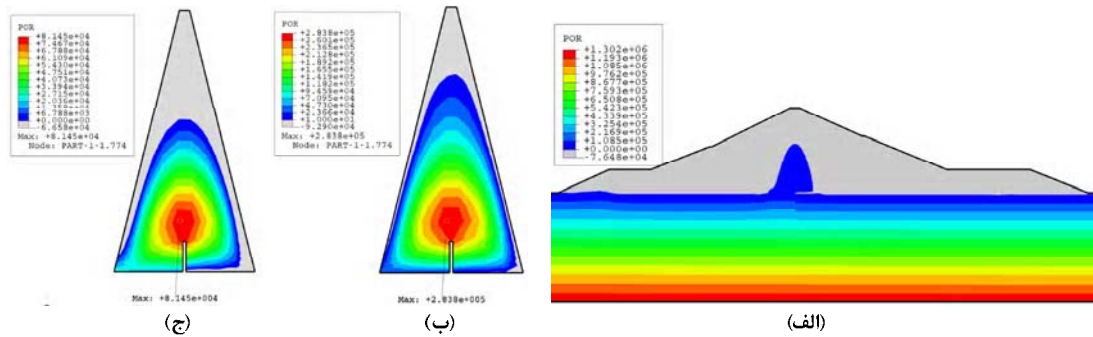 POR
+8.145e+04
+7.467e+04
+6.788e+04
+6.109e+04
+5.430e+04
+4.751e+04
+4.073e+04
+3.394e+04
+2.715e+04
+2.036e+04
+6.788e+03
+0.000e+00
-6.658e+04
Max: +8.145e+04
Node: PART-1-1.774
Max: +8.145e+004
(ج)
POR
+2.838e+05
+2.601e+05
+2.365e+05
+2.128e+05
+1.892e+05
+1.655e+05
+1.419e+05
+1.182e+05
+9.459e+04
+7.095e+04
+4.730e+04
+2.366e+04
+1.000e+01
-9.290e+04
Max: +2.838e+05
Node: PART-1-1.774
Max: +2.838e+005
(ب)
POR
+1.302e+06
+1.193e+06
+1.085e+06
+9.762e+05
+8.677e+05
+7.593e+05
+6.508e+05
+5.423e+05
+4.339e+05
+3.254e+05
+2.169e+05
+1.085e+05
+0.000e+00
-7.648e+04
(الف)